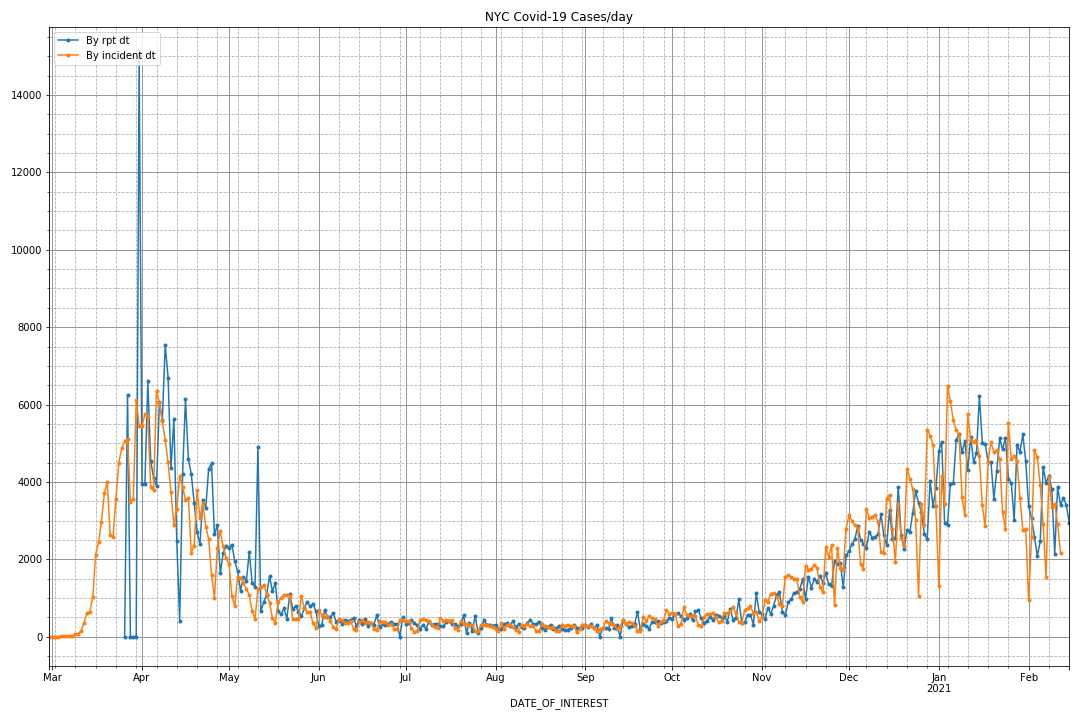 NYC Covid-19 Cases/day
By rpt dt
By incident dt
14000
12000
10000
8000
6000
4000
2000
0
Mar Apr May Jun Jul Aug Sep Oct Nov Dec Jan Feb
2021
DATE_OF_INTEREST